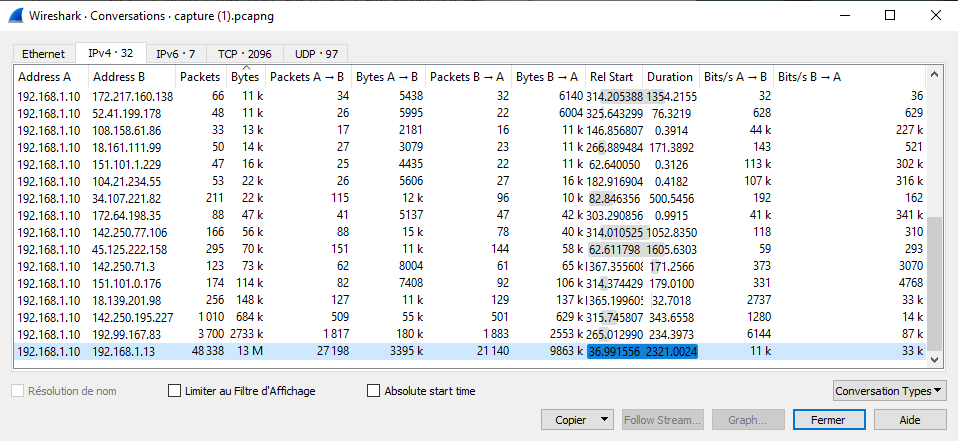 Wireshark · Conversations · capture (1).pcapng
Ethernet IPv4 · 32 IPv6 · 7 TCP · 2096 UDP · 97
Address A Address B Packets Bytes Packets A → B Bytes A → B Packets B → A Bytes B → A Rel Start Duration Bits/s A → B Bits/s B → A
192.168.1.10 172.217.160.138 66 11 k 34 5438 32 6140 314.205388 1354.2155 32 36
192.168.1.10 52.41.199.178 48 11 k 26 5995 22 6004 325.643299 76.3219 628 629
192.168.1.10 108.158.61.86 33 13 k 17 2181 16 11 k 146.856807 0.3914 44 k 227 k
192.168.1.10 18.161.111.99 50 14 k 27 3079 23 11 k 266.889484 171.3892 143 521
192.168.1.10 151.101.1.229 47 16 k 25 4435 22 11 k 62.640050 0.3126 113 k 302 k
192.168.1.10 104.21.234.55 53 22 k 26 5606 27 16 k 182.916904 0.4182 107 k 316 k
192.168.1.10 34.107.221.82 211 22 k 115 12 k 96 10 k 82.846356 500.5456 192 162
192.168.1.10 172.64.198.35 88 47 k 41 5137 47 42 k 303.290856 0.9915 41 k 341 k
192.168.1.10 142.250.77.106 166 56 k 88 15 k 78 40 k 314.010525 1052.8350 118 310
192.168.1.10 45.125.222.158 295 70 k 151 11 k 144 58 k 62.611798 1605.6303 59 293
192.168.1.10 142.250.71.3 123 73 k 62 8004 61 65 k 367.355608 171.2566 373 3070
192.168.1.10 151.101.0.176 174 114 k 82 7408 92 106 k 314.374429 179.0100 331 4768
192.168.1.10 18.139.201.98 256 148 k 127 11 k 129 137 k 365.199605 32.7018 2737 33 k
192.168.1.10 142.250.195.227 1 010 684 k 509 55 k 501 629 k 315.745807 343.6558 1280 14 k
192.168.1.10 192.99.167.83 3 700 2733 k 1 817 180 k 1 883 2553 k 265.012990 234.3973 6144 87 k
192.168.1.10 192.168.1.13 48 338 13 M 27 198 3395 k 21 140 9863 k 36.991556 2321.0024 11 k 33 k
Résolution de nom Limiter au Filtre d'Affichage Absolute start time Conversation Types
Copier Follow Stream... Graph... Fermer Aide